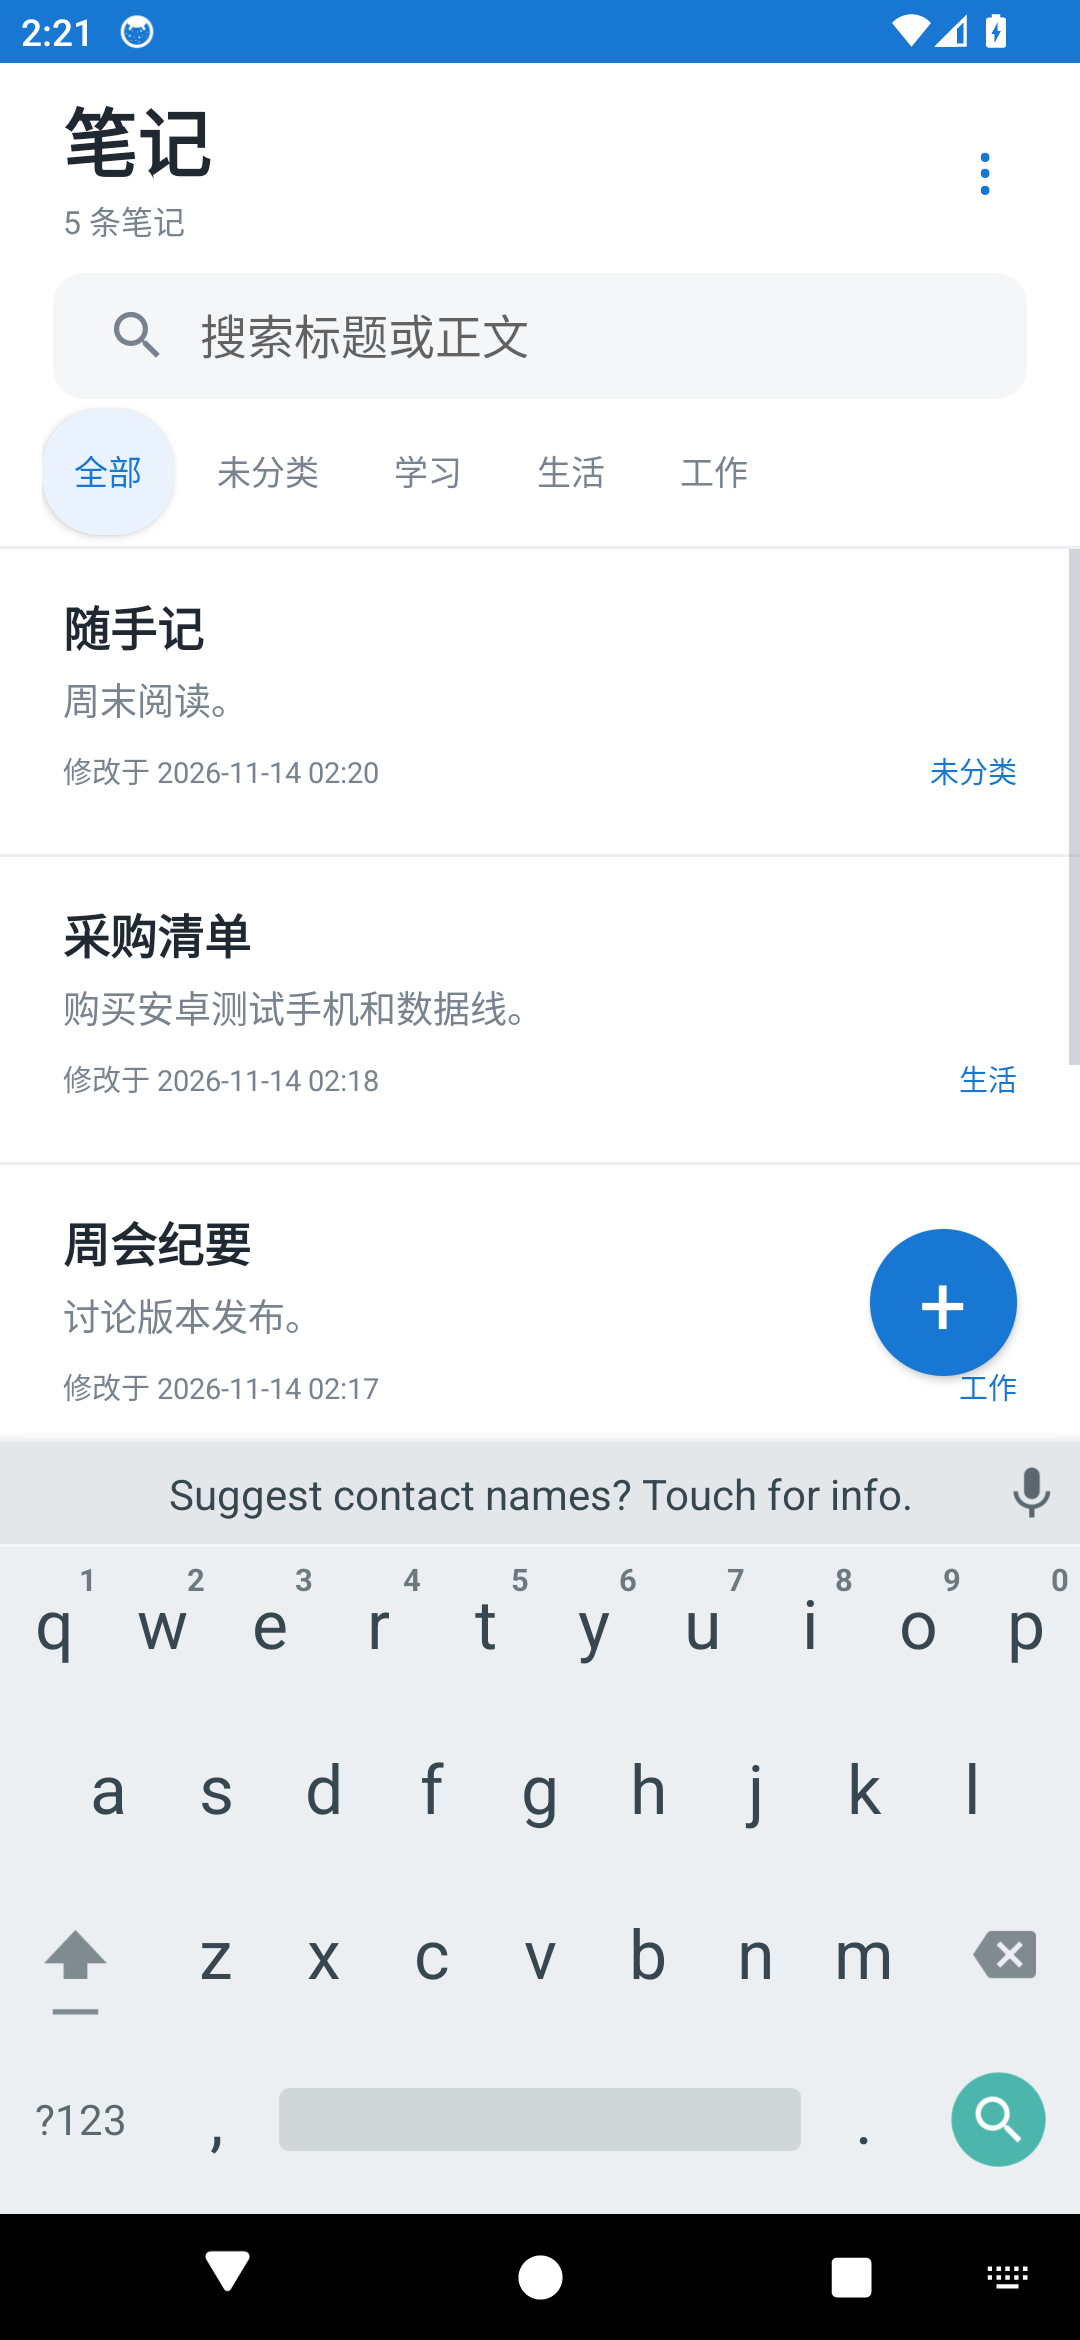 2:21
笔记
5 条笔记
搜索标题或正文
全部 未分类 学习 生活 工作
随手记
周末阅读。
修改于 2026-11-14 02:20 未分类
采购清单
购买安卓测试手机和数据线。
修改于 2026-11-14 02:18 生活
周会纪要
讨论版本发布。
+
修改于 2026-11-14 02:17 工作
Suggest contact names? Touch for info.
1 2 3 4 5 6 7 8 9 0
q w e r t y u i o p
a s d f g h j k l
z x c v b n m
?123 , .